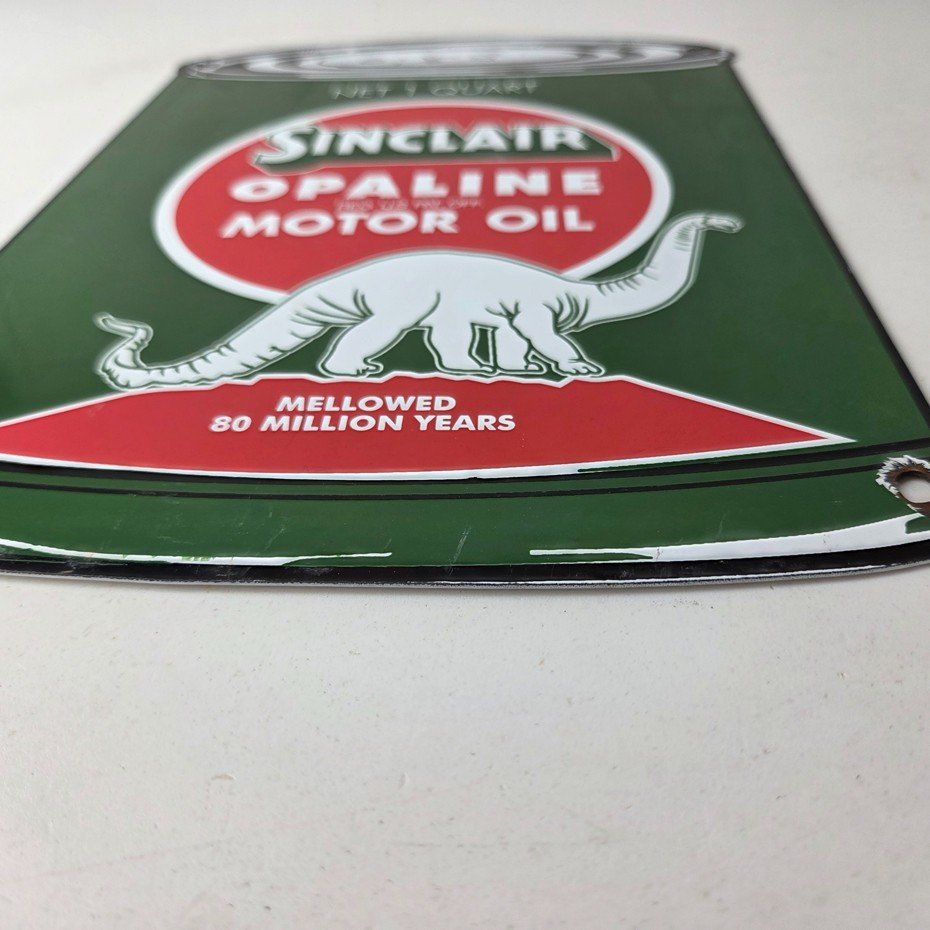 NET 1 QUART
SINCLAIR
OPALINE
MOTOR OIL
MELLOWED
80 MILLION YEARS